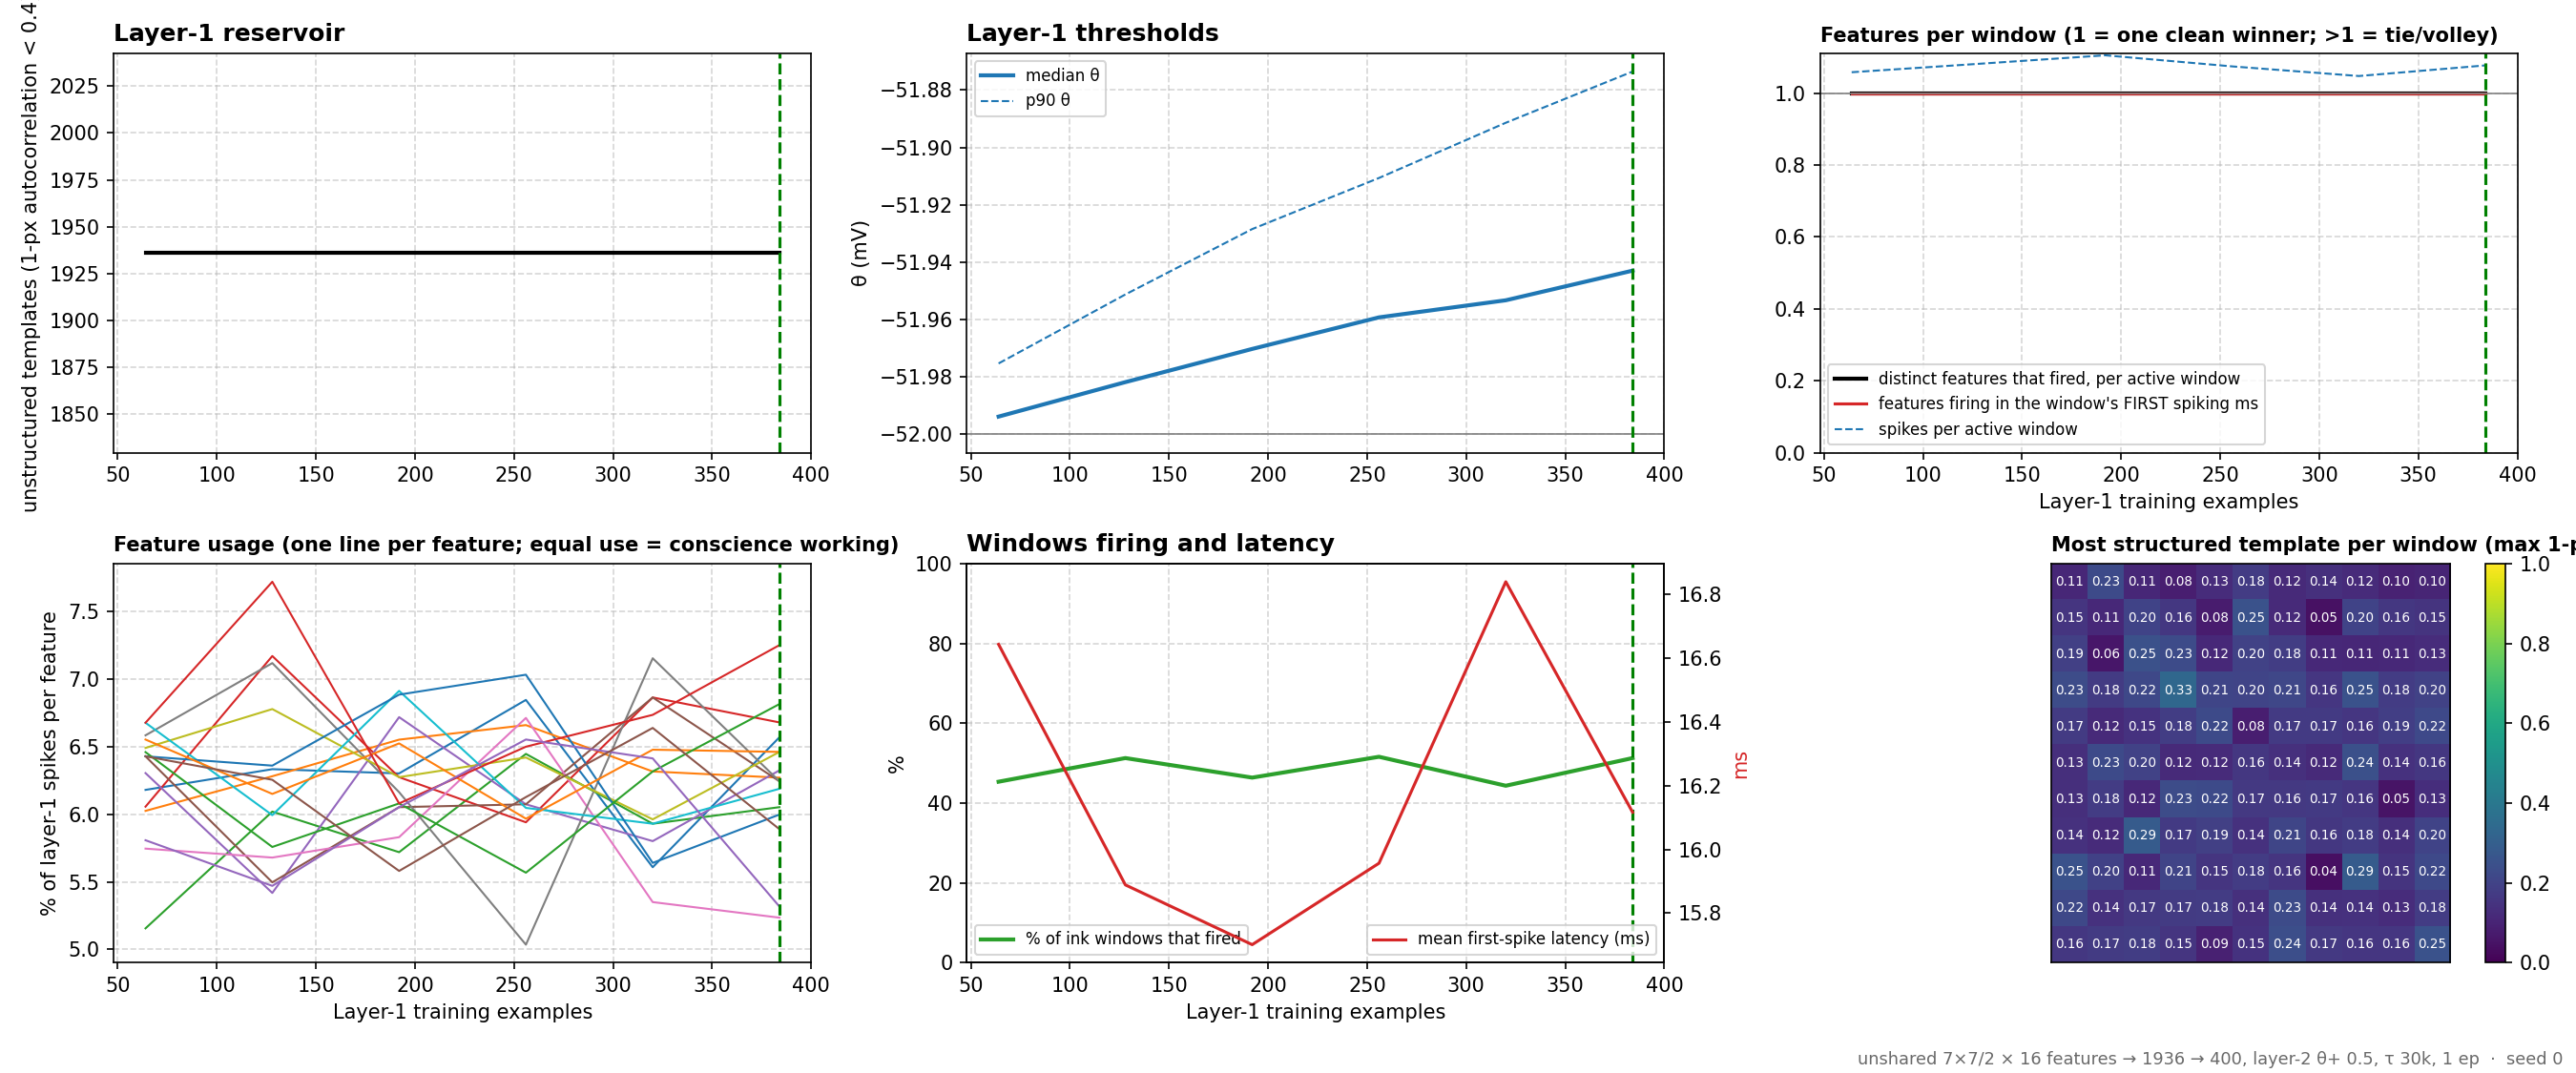 Layer-1 reservoir
unstructured templates (1-px autocorrelation < 0.4
2025
2000
1975
1950
1925
1900
1875
1850
50 100 150 200 250 300 350 400
Layer-1 thresholds
median θ
p90 θ
θ (mV)
−51.88
−51.90
−51.92
−51.94
−51.96
−51.98
−52.00
50 100 150 200 250 300 350 400
Features per window (1 = one clean winner; >1 = tie/volley)
1.0
0.8
0.6
0.4
0.2
0.0
distinct features that fired, per active window
features firing in the window's FIRST spiking ms
spikes per active window
50 100 150 200 250 300 350 400
Layer-1 training examples
Feature usage (one line per feature; equal use = conscience working)
% of layer-1 spikes per feature
7.5
7.0
6.5
6.0
5.5
5.0
50 100 150 200 250 300 350 400
Layer-1 training examples
Windows firing and latency
%
100
80
60
40
20
0
16.8
16.6
16.4
16.2
16.0
15.8
ms
% of ink windows that fired
mean first-spike latency (ms)
50 100 150 200 250 300 350 400
Layer-1 training examples
Most structured template per window (max 1-p
0.11 0.23 0.11 0.08 0.13 0.18 0.12 0.14 0.12 0.10 0.10
0.15 0.11 0.20 0.16 0.08 0.25 0.12 0.05 0.20 0.16 0.15
0.19 0.06 0.25 0.23 0.12 0.20 0.18 0.11 0.11 0.11 0.13
0.23 0.18 0.22 0.33 0.21 0.20 0.21 0.16 0.25 0.18 0.20
0.17 0.12 0.15 0.18 0.22 0.08 0.17 0.17 0.16 0.19 0.22
0.13 0.23 0.20 0.12 0.12 0.16 0.14 0.12 0.24 0.14 0.16
0.13 0.18 0.12 0.23 0.22 0.17 0.16 0.17 0.16 0.05 0.13
0.14 0.12 0.29 0.17 0.19 0.14 0.21 0.16 0.18 0.14 0.20
0.25 0.20 0.11 0.21 0.15 0.18 0.16 0.04 0.29 0.15 0.22
0.22 0.14 0.17 0.17 0.18 0.14 0.23 0.14 0.14 0.13 0.18
0.16 0.17 0.18 0.15 0.09 0.15 0.24 0.17 0.16 0.16 0.25
1.0
0.8
0.6
0.4
0.2
0.0
unshared 7×7/2 × 16 features → 1936 → 400, layer-2 θ+ 0.5, τ 30k, 1 ep · seed 0